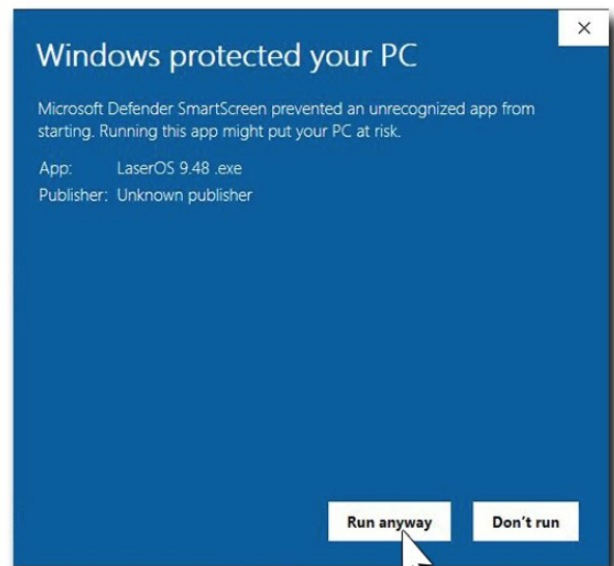 Windows protected your PC
Microsoft Defender SmartScreen prevented an unrecognized app from
starting. Running this app might put your PC at risk.
App: LaserOS 9.48 .exe
Publisher: Unknown publisher
Run anyway Don't run